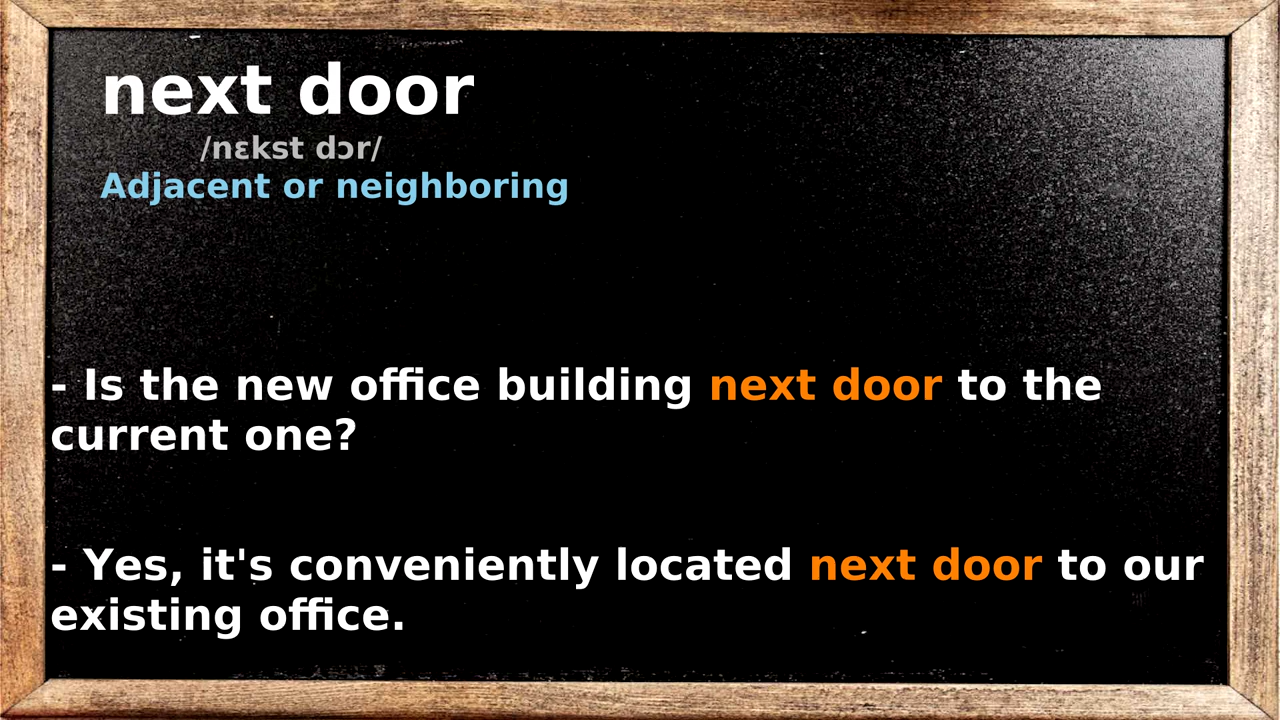 next door
/nɛkst dɔr/
Adjacent or neighboring
- Is the new office building next door to the
current one?
- Yes, it's conveniently located next door to our
existing office.